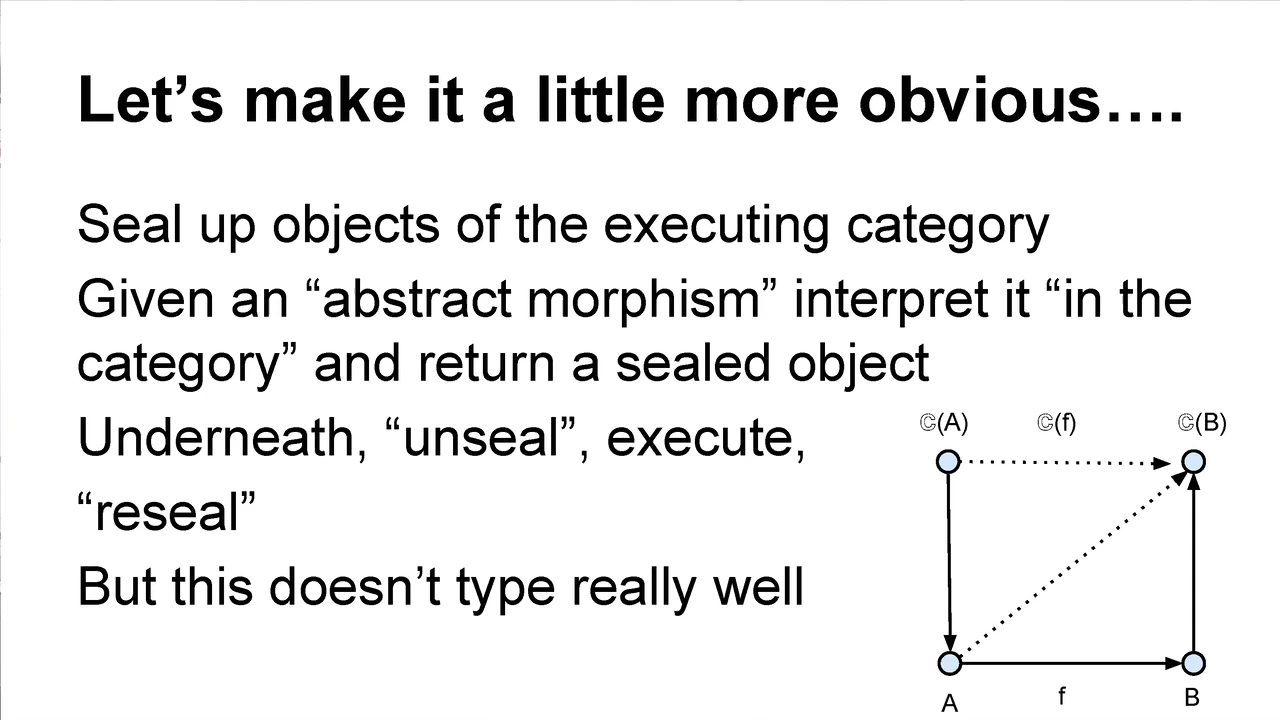 Let’s make it a little more obvious….
Seal up objects of the executing category
Given an “abstract morphism” interpret it “in the
category” and return a sealed object
Underneath, “unseal”, execute,
“reseal”
But this doesn’t type really well
ℂ(A) ℂ(f) ℂ(B)
A f B